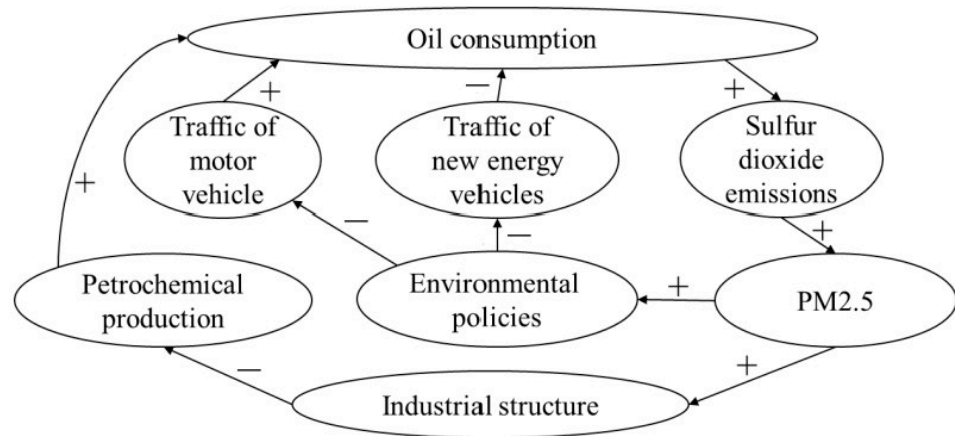 Oil consumption
+
−
+
Traffic of
motor
vehicle
Traffic of
new energy
vehicles
Sulfur
dioxide
emissions
+
−
−
+
Petrochemical
production
Environmental
policies
+
PM2.5
−
+
Industrial structure